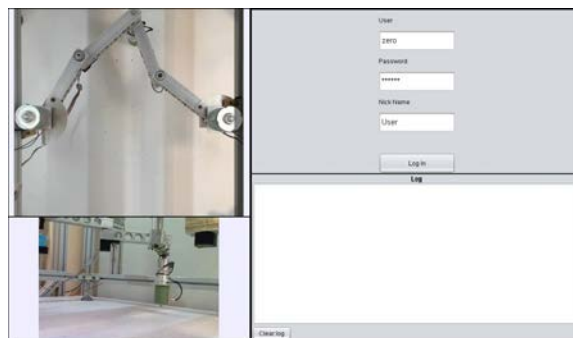 User
zero
Password
******
Nick Name
User
Log In
Log
Clear log